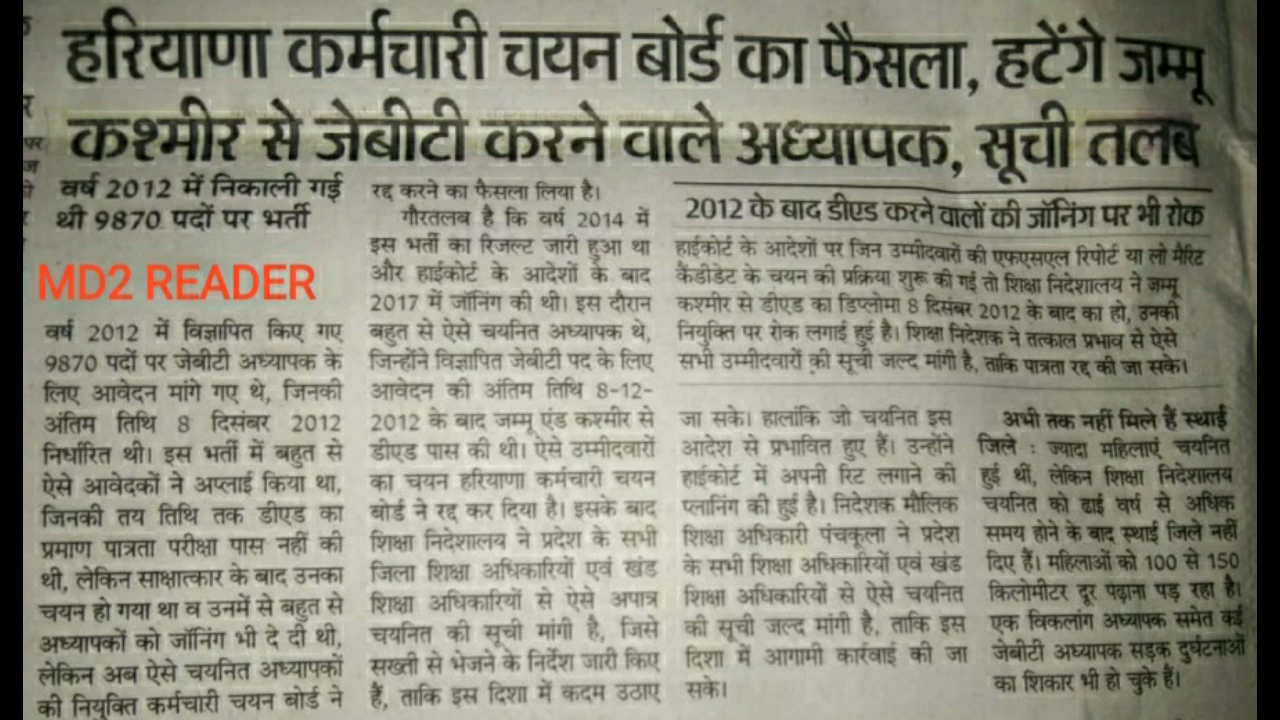 हरियाणा कर्मचारी चयन बोर्ड का फैसला, हटेंगे जम्मू
कश्मीर से जेबीटी करने वाले अध्यापक, सूची तलब
वर्ष 2012 में निकाली गई
थी 9870 पदों पर भर्ती
MD2 READER
वर्ष 2012 में विज्ञापित किए गए
9870 पदों पर जेबीटी अध्यापक के
लिए आवेदन मांगे गए थे, जिनकी
अंतिम तिथि 8 दिसंबर 2012
निर्धारित थी। इस भर्ती में बहुत से
ऐसे आवेदकों ने अप्लाई किया था,
जिनकी तय तिथि तक डीएड का
प्रमाण पात्रता परीक्षा पास नहीं की
थी, लेकिन साक्षात्कार के बाद उनका
चयन हो गया था व उनमें से बहुत से
अध्यापकों को जॉनिंग भी दे दी थी,
लेकिन अब ऐसे चयनित अध्यापकों
की नियुक्ति कर्मचारी चयन बोर्ड ने
रद्द करने का फैसला लिया है।
गौरतलब है कि वर्ष 2014 में
इस भर्ती का रिजल्ट जारी हुआ था
और हाईकोर्ट के आदेशों के बाद
2017 में जॉनिंग की थी। इस दौरान
बहुत से ऐसे चयनित अध्यापक थे,
जिन्होंने विज्ञापित जेबीटी पद के लिए
आवेदन की अंतिम तिथि 8-12-
2012 के बाद जम्मू एंड कश्मीर से
डीएड पास की थी। ऐसे उम्मीदवारों
का चयन हरियाणा कर्मचारी चयन
बोर्ड ने रद्द कर दिया है। इसके बाद
शिक्षा निदेशालय ने प्रदेश के सभी
जिला शिक्षा अधिकारियों एवं खंड
शिक्षा अधिकारियों से ऐसे अपात्र
चयनित की सूची मांगी है, जिसे
सख्ती से भेजने के निर्देश जारी किए
हैं, ताकि इस दिशा में कदम उठाए
2012 के बाद डीएड करने वालों की जॉनिंग पर भी रोक
हाईकोर्ट के आदेशों पर जिन उम्मीदवारों की एफएसएल रिपोर्ट या लो मैरिट
कैंडीडेट के चयन की प्रक्रिया शुरू की गई तो शिक्षा निदेशालय ने जम्मू
कश्मीर से डीएड का डिप्लोमा 8 दिसंबर 2012 के बाद का हो, उनकी
नियुक्ति पर रोक लगाई हुई है। शिक्षा निदेशक ने तत्काल प्रभाव से ऐसे
सभी उम्मीदवारों की सूची जल्द मांगी है, ताकि पात्रता रद्द की जा सके।
जा सके। हालांकि जो चयनित इस
आदेश से प्रभावित हुए हैं। उन्होंने
हाईकोर्ट में अपनी रिट लगाने की
प्लानिंग की हुई है। निदेशक मौलिक
शिक्षा अधिकारी पंचकूला ने प्रदेश
के सभी शिक्षा अधिकारियों एवं खंड
शिक्षा अधिकारियों से ऐसे चयनित
की सूची जल्द मांगी है, ताकि इस
दिशा में आगामी कार्रवाई की जा
सके।
अभी तक नहीं मिले हैं स्थाई
जिले : ज्यादा महिलाएं चयनित
हुई थीं, लेकिन शिक्षा निदेशालय
चयनित को ढाई वर्ष से अधिक
समय होने के बाद स्थाई जिले नहीं
दिए हैं। महिलाओं को 100 से 150
किलोमीटर दूर पढ़ाना पड़ रहा है।
एक विकलांग अध्यापक समेत कई
जेबीटी अध्यापक सड़क दुर्घटनाओं
का शिकार भी हो चुके हैं।